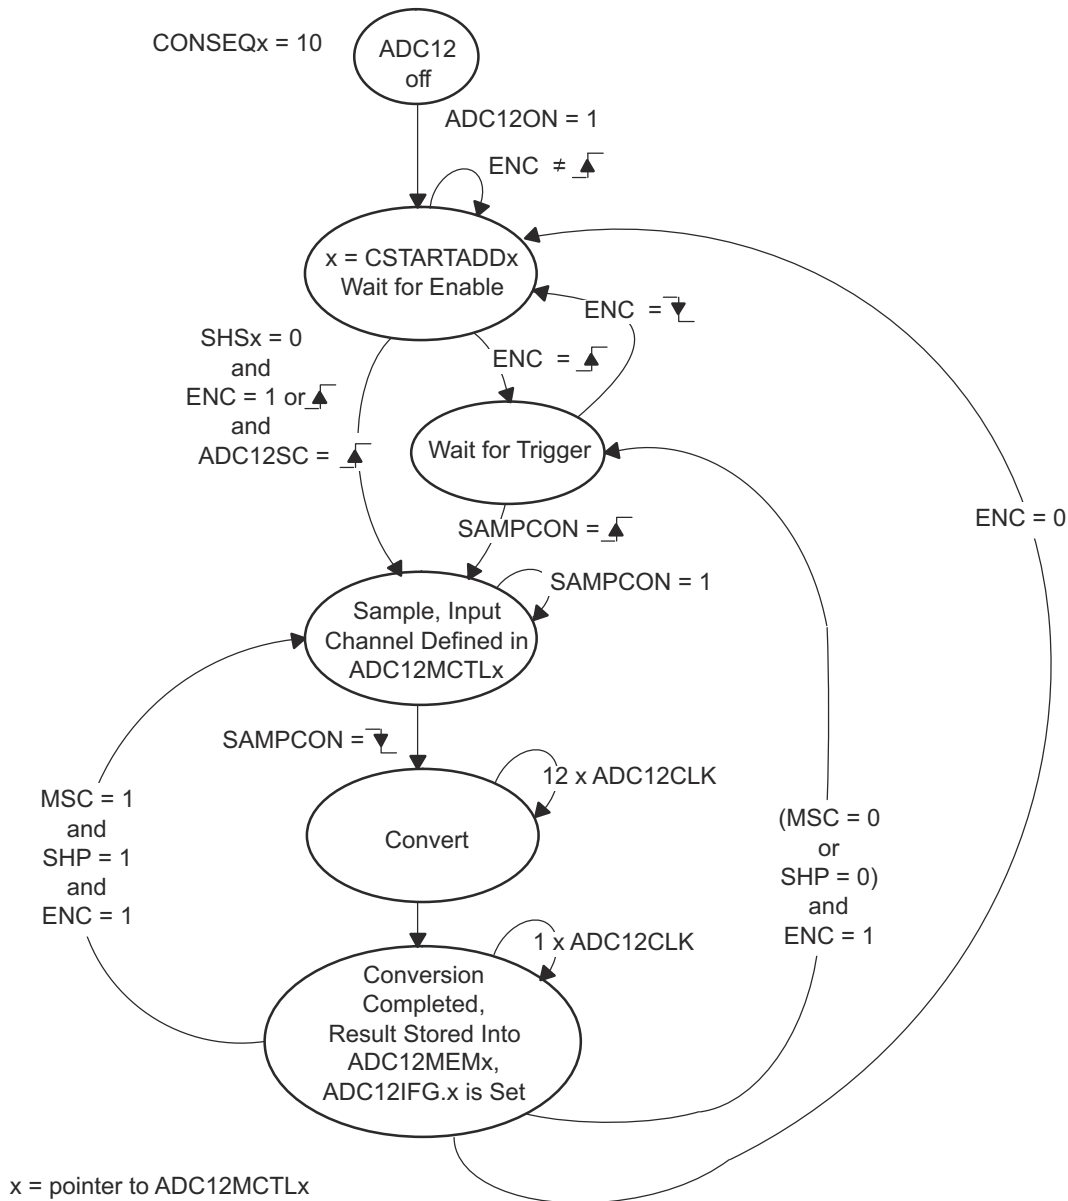 CONSEQx = 10
ADC12
off
ADC12ON = 1
ENC ≠
x = CSTARTADDx
Wait for Enable
ENC =
SHSx = 0
and
ENC = 1 or
and
ADC12SC =
ENC =
Wait for Trigger
ENC = 0
SAMPCON =
SAMPCON = 1
Sample, Input
Channel Defined in
ADC12MCTLx
SAMPCON =
12 x ADC12CLK
Convert
MSC = 1
and
SHP = 1
and
ENC = 1
(MSC = 0
or
SHP = 0)
and
ENC = 1
1 x ADC12CLK
Conversion
Completed,
Result Stored Into
ADC12MEMx,
ADC12IFG.x is Set
x = pointer to ADC12MCTLx